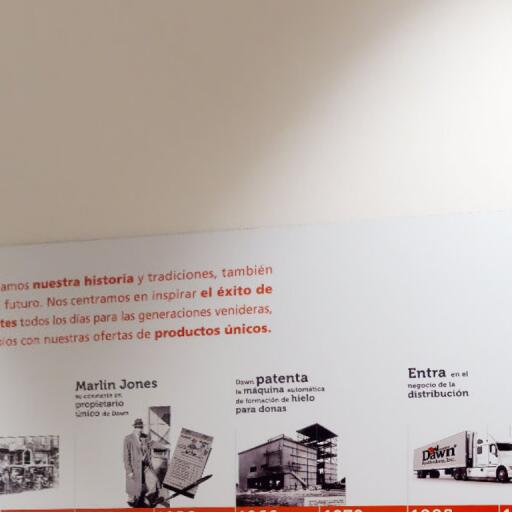 amos nuestra historia y tradiciones, también
futuro. Nos centramos en inspirar el éxito de
tes todos los días para las generaciones venideras,
ios con nuestras ofertas de productos únicos.
Marlin Jones
se convierte en
propietario
único de Dawn
Dawn patenta
la máquina automática
de formación de hielo
para donas
Entra en el
negocio de la
distribución
Dawn